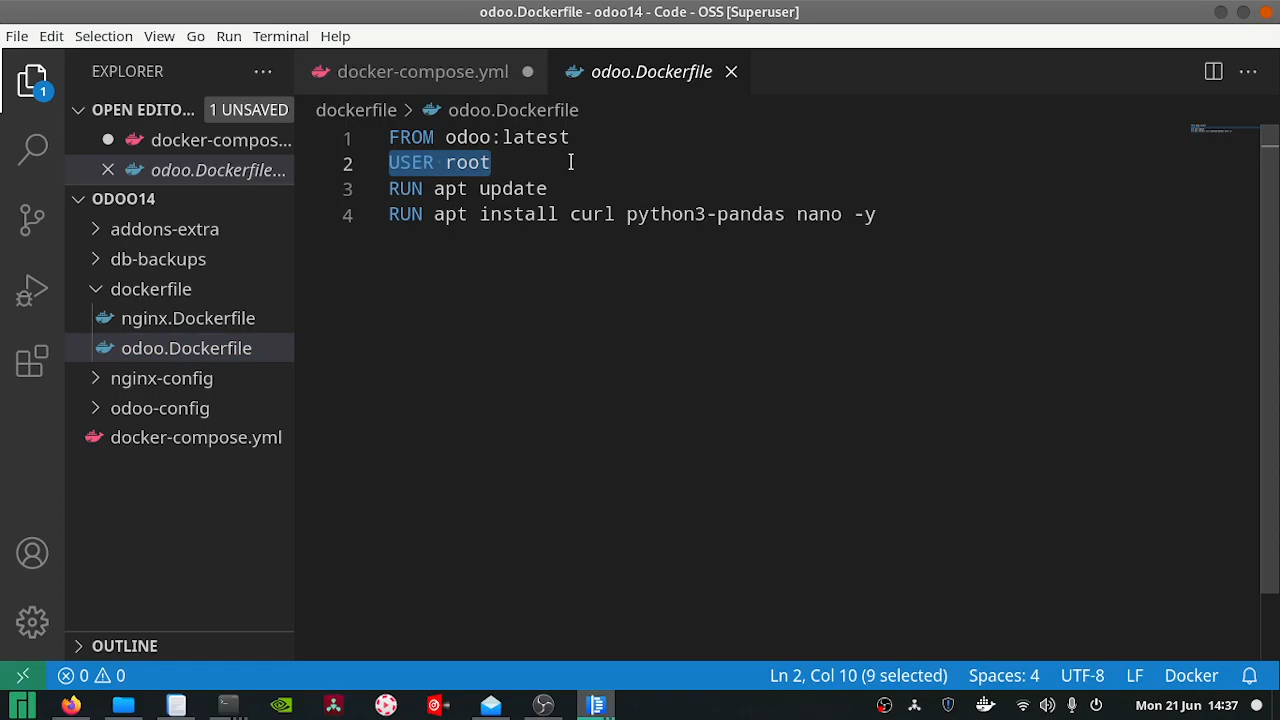 odoo.Dockerfile - odoo14 - Code - OSS [Superuser]
File Edit Selection View Go Run Terminal Help
EXPLORER
docker-compose.yml
odoo.Dockerfile
OPEN EDITO... 1 UNSAVED
dockerfile > odoo.Dockerfile
docker-compos...
odoo.Dockerfile...
1 FROM odoo:latest
2 USER root
3 RUN apt update
4 RUN apt install curl python3-pandas nano -y
ODOO14
addons-extra
db-backups
dockerfile
nginx.Dockerfile
odoo.Dockerfile
nginx-config
odoo-config
docker-compose.yml
OUTLINE
1
0 0 Ln 2, Col 10 (9 selected) Spaces: 4 UTF-8 LF Docker
Mon 21 Jun, 14:37